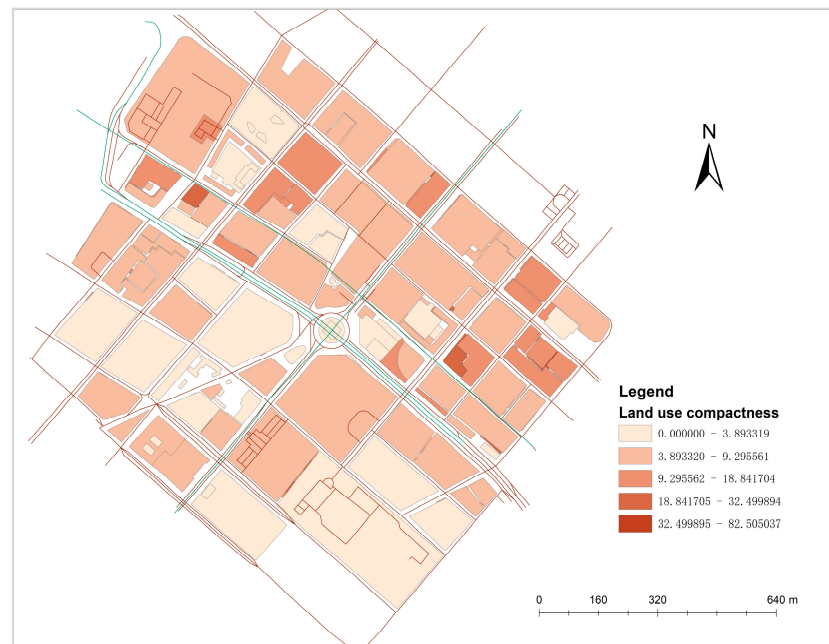 N
Legend
Land use compactness
0.000000 - 3.893319
3.893320 - 9.295561
9.295562 - 18.841704
18.841705 - 32.499894
32.499895 - 82.505037
0 160 320 640 m